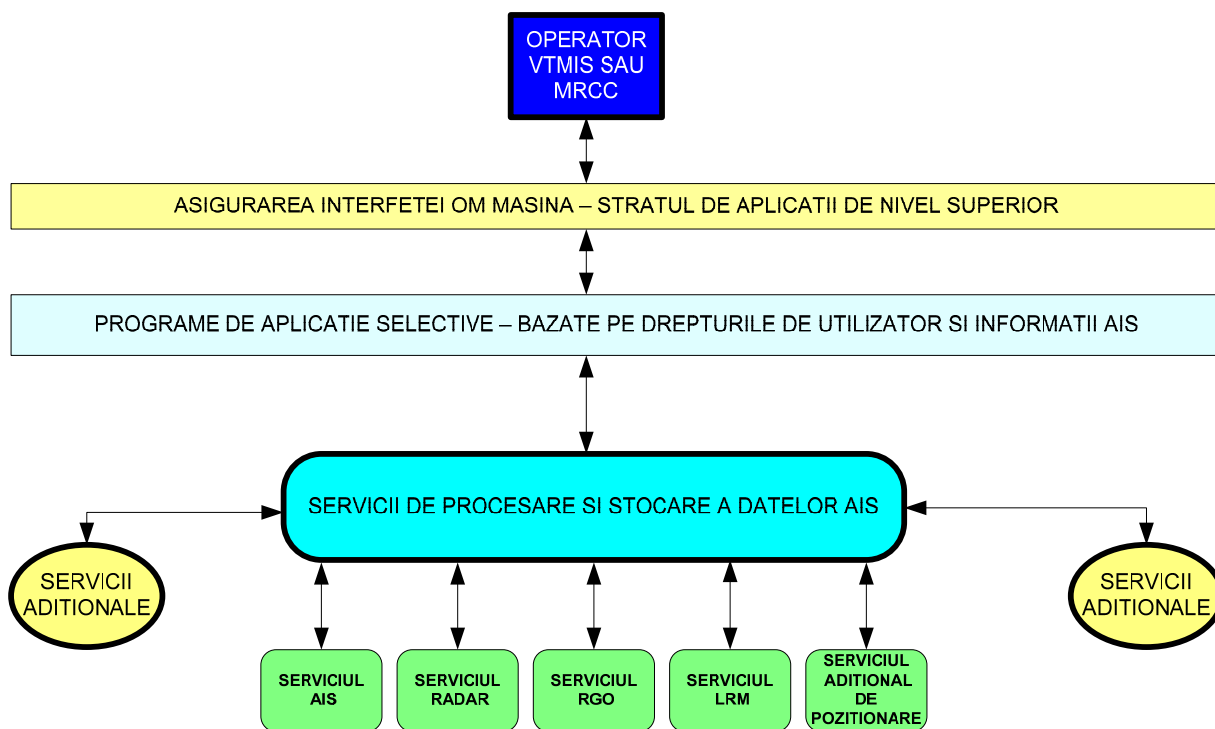 OPERATOR
VTMIS SAU
MRCC
ASIGURAREA INTERFETEI OM MASINA – STRATUL DE APLICATII DE NIVEL SUPERIOR
PROGRAME DE APLICATIE SELECTIVE – BAZATE PE DREPTURILE DE UTILIZATOR SI INFORMATII AIS
SERVICII DE PROCESARE SI STOCARE A DATELOR AIS
SERVICII
ADITIONALE
SERVICII
ADITIONALE
SERVICIUL
AIS
SERVICIUL
RADAR
SERVICIUL
RGO
SERVICIUL
LRM
SERVICIUL
ADITIONAL
DE
POZITIONARE